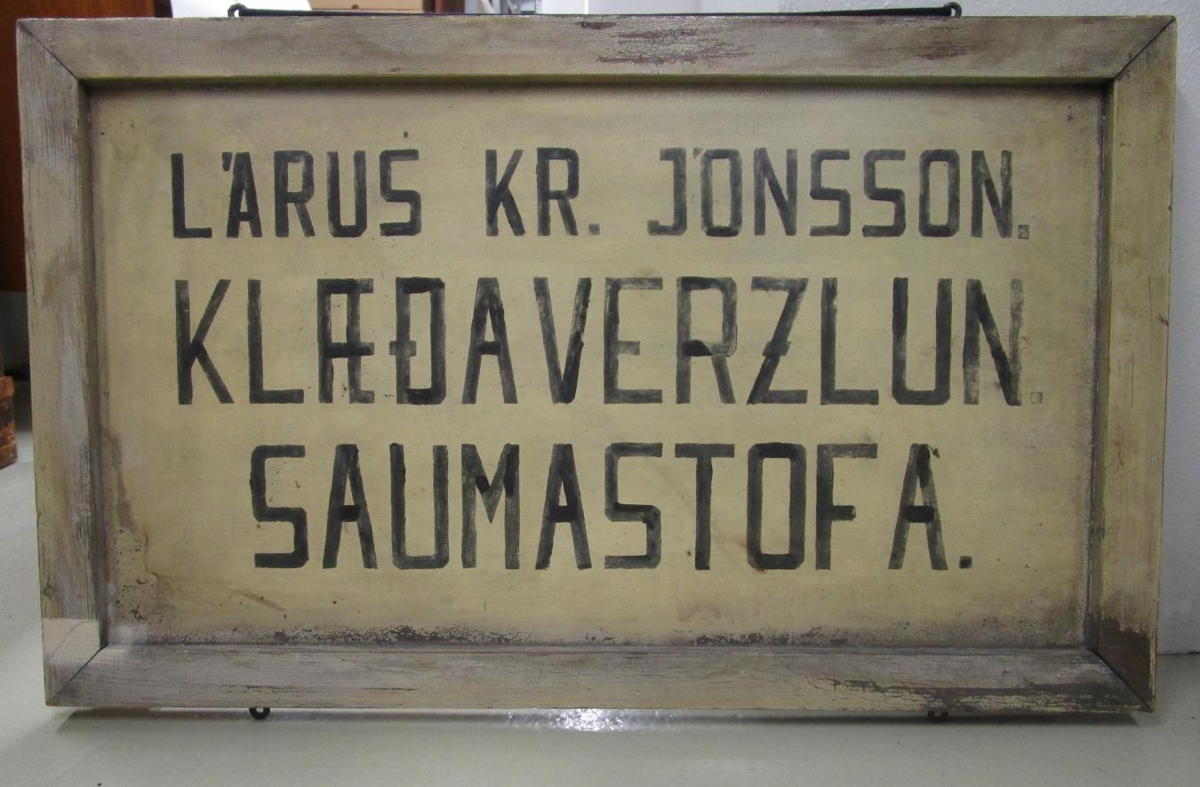 LÁRUS KR. JÓNSSON.
KLÆÐAVERZLUN.
SAUMASTOFA.